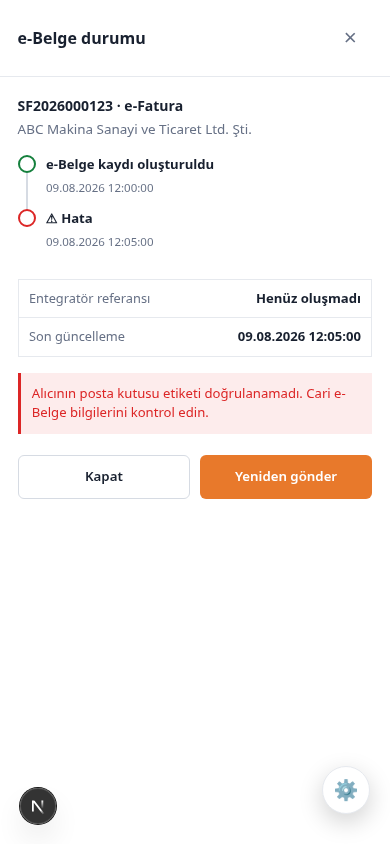 e-Belge durumu ×
SF2026000123 · e-Fatura
ABC Makina Sanayi ve Ticaret Ltd. Şti.
e-Belge kaydı oluşturuldu
09.08.2026 12:00:00
⚠ Hata
09.08.2026 12:05:00
Entegratör referansı Henüz oluşmadı
Son güncelleme 09.08.2026 12:05:00
Alıcının posta kutusu etiketi doğrulanamadı. Cari e-
Belge bilgilerini kontrol edin.
Kapat Yeniden gönder
N